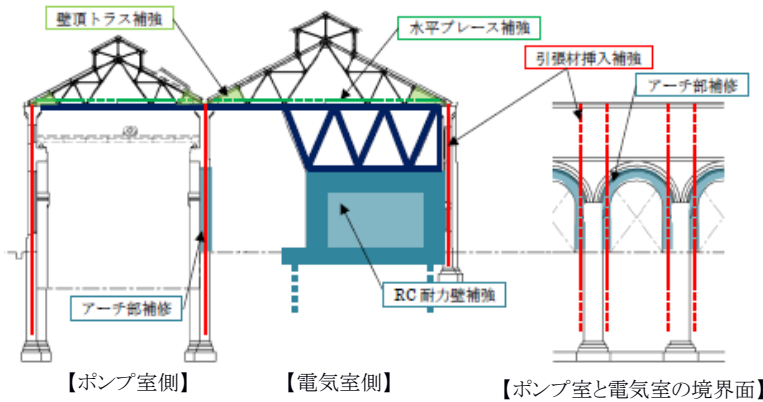 壁頂トラス補強
水平ブレース補強
引張材挿入補強
アーチ部補修
アーチ部補修
RC 耐力壁補強
【ポンプ室側】
【電気室側】
【ポンプ室と電気室の境界面】